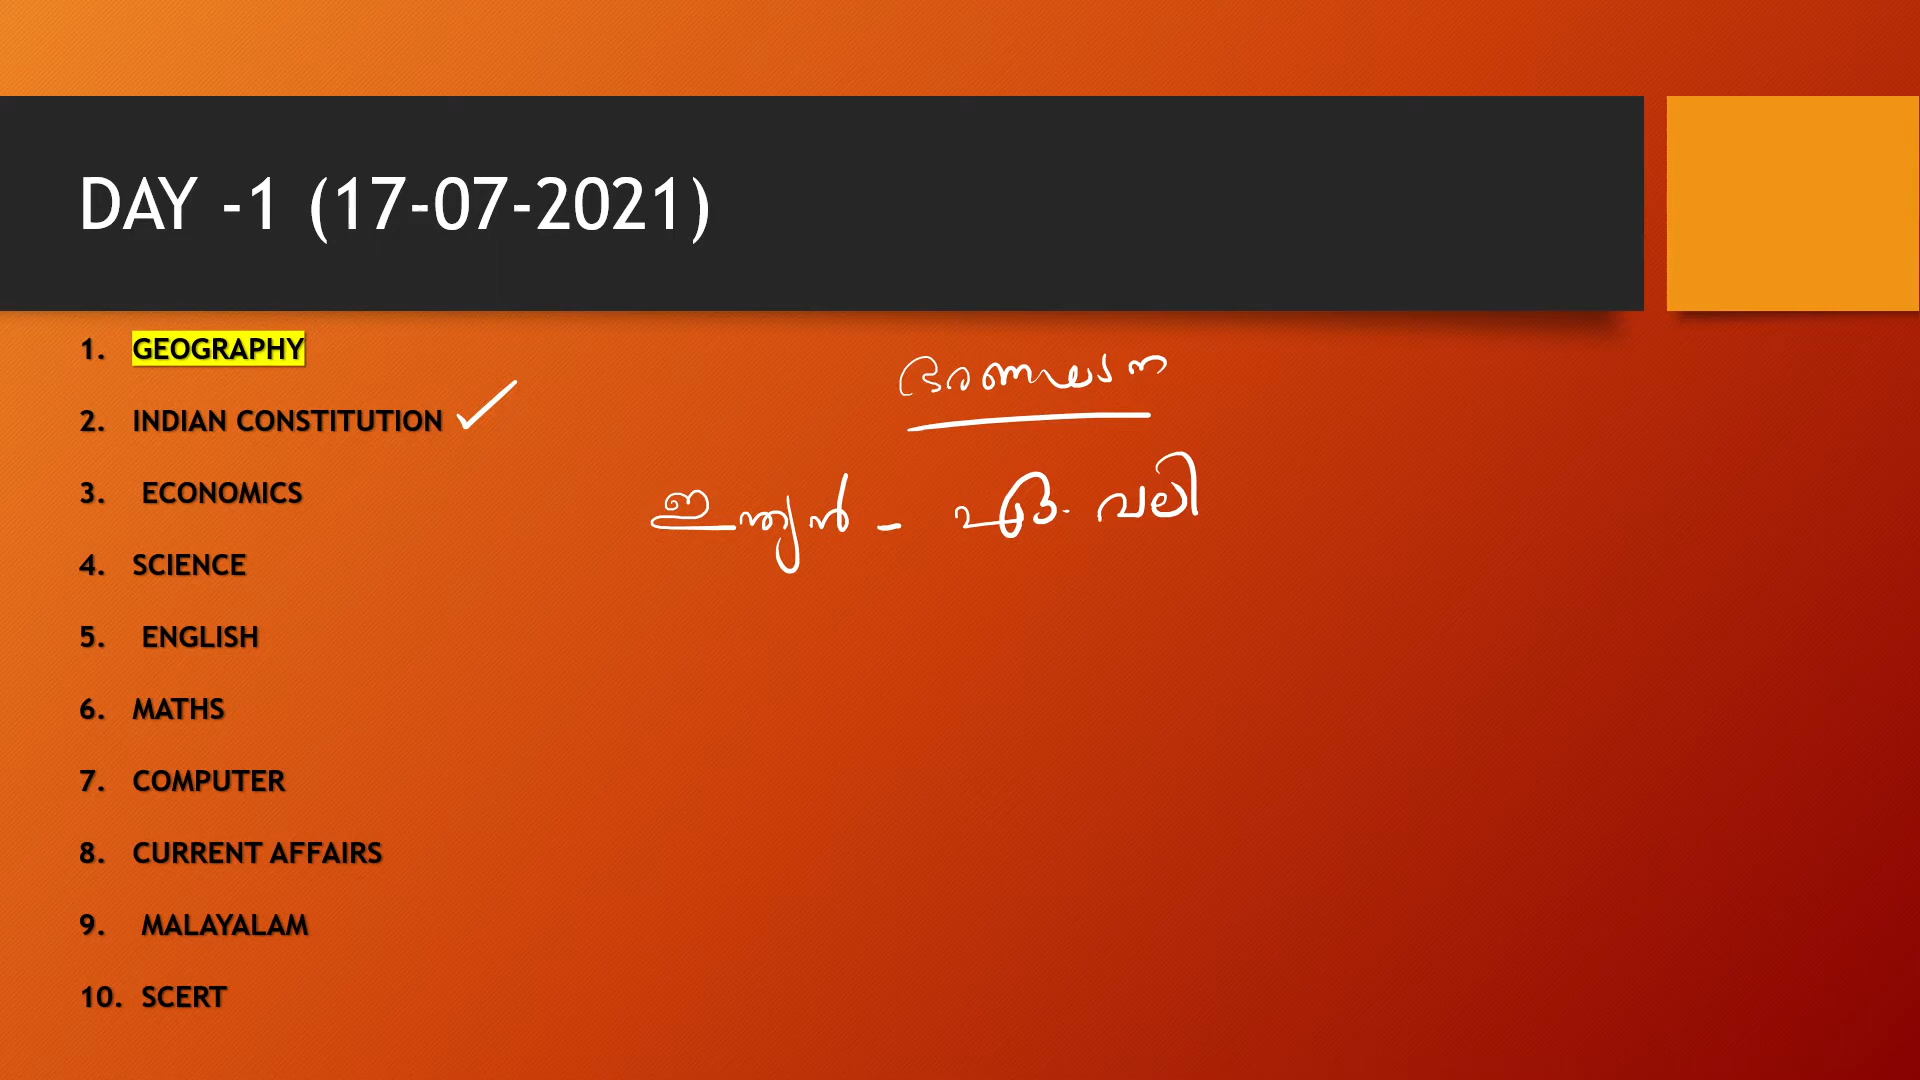 DAY -1 (17-07-2021)
1. GEOGRAPHY
2. INDIAN CONSTITUTION
3. ECONOMICS
4. SCIENCE
5. ENGLISH
6. MATHS
7. COMPUTER
8. CURRENT AFFAIRS
9. MALAYALAM
10. SCERT
ഭരണഘടന
ഇന്ത്യൻ -